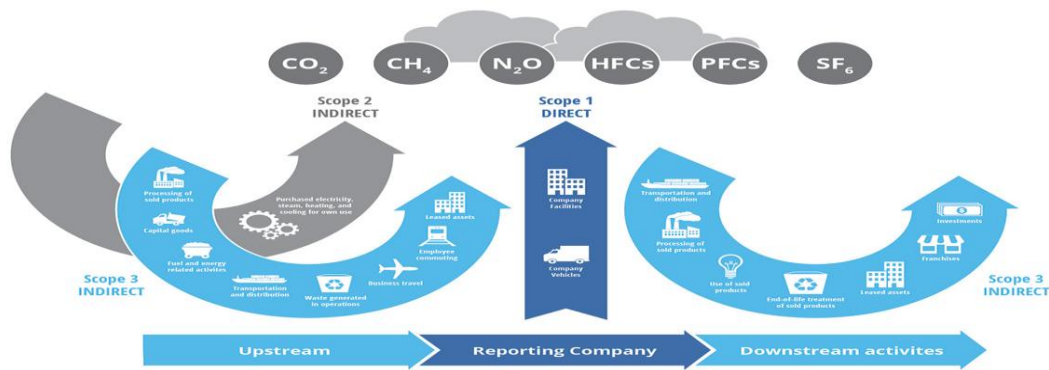 CO₂
CH₄
N₂O
HFCs
PFCs
SF₆
Scope 2
INDIRECT
Scope 1
DIRECT
Processing of
sold products
Capital goods
Fuel and energy
related activites
Transportation
and distribution
Waste generated
in operations
Business travel
Employee
commuting
Leased assets
Purchased electricity,
steam, heating, and
cooling for own use
Scope 3
INDIRECT
Company
Facilities
Company
Vehicles
Transportation and
distribution
Processing of
sold products
Use of sold
products
End-of-life treatment
of sold products
Leased assets
Franchises
Investments
Scope 3
INDIRECT
Upstream
Reporting Company
Downstream activites